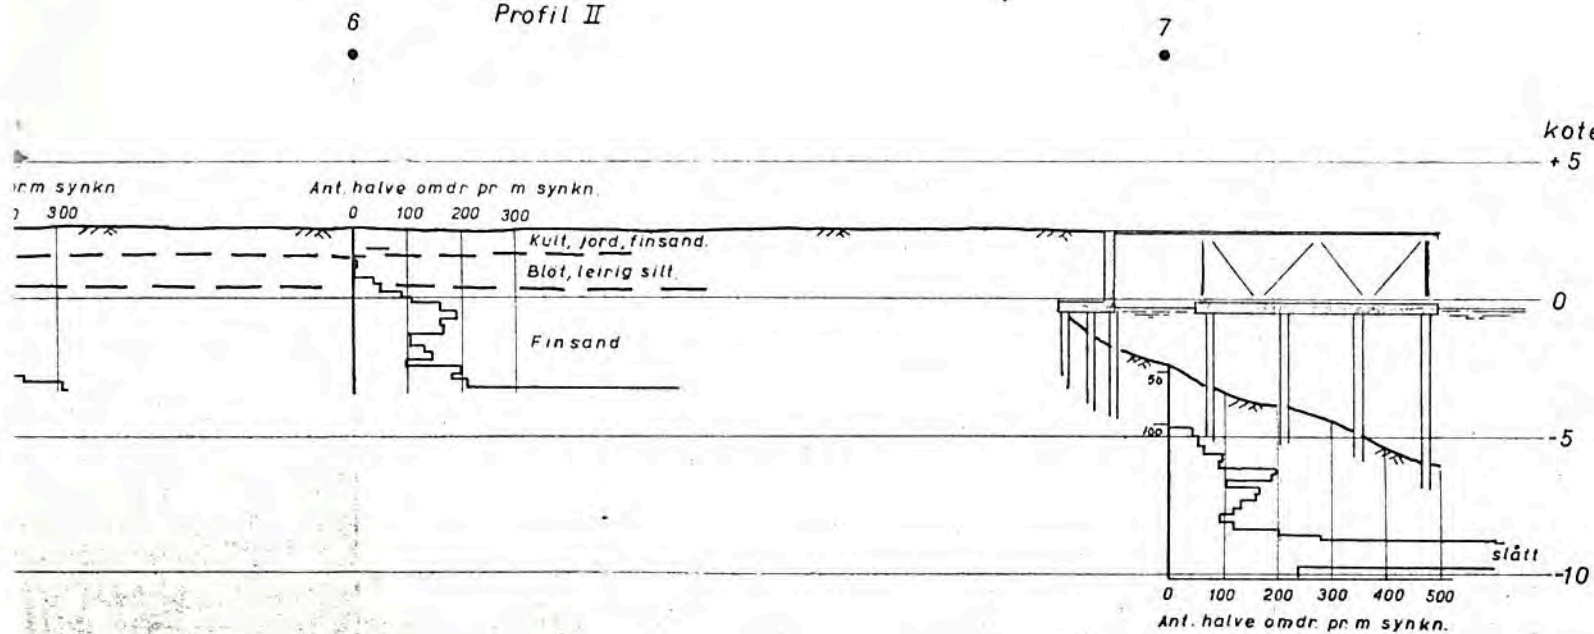 Profil II
6
7
kote
+ 5
pr. m synkn
Ant. halve omdr pr m synkn.
300
0 100 200 300
Kult, jord, finsand.
Bløt, leirig silt.
0
Finsand
50
100
-5
slått
-10
0 100 200 300 400 500
Ant. halve omdr. pr. m synkn.